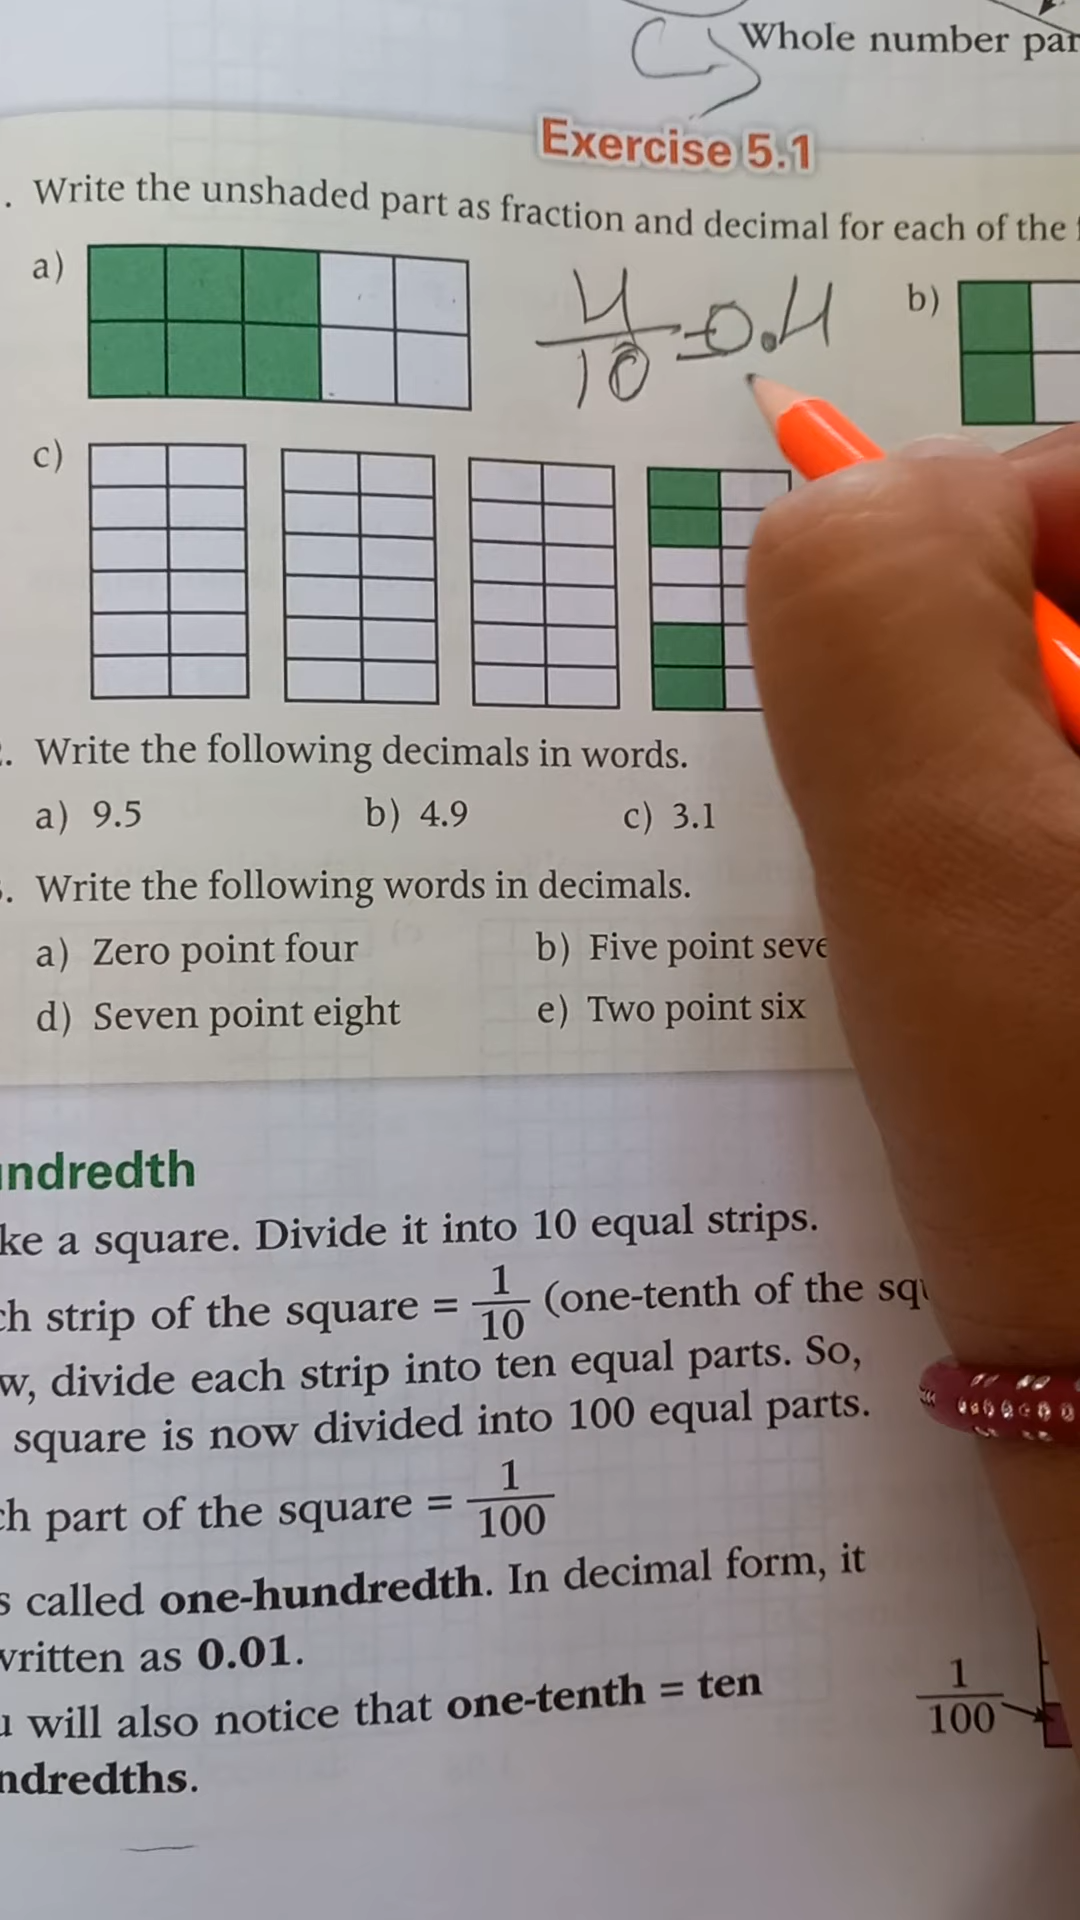 Whole number par
Exercise 5.1
. Write the unshaded part as fraction and decimal for each of the
a)
4/10 = 0.4
b)
c)
. Write the following decimals in words.
a) 9.5 b) 4.9 c) 3.1
. Write the following words in decimals.
a) Zero point four b) Five point seve
d) Seven point eight e) Two point six
ndredth
ke a square. Divide it into 10 equal strips.
ch strip of the square = 1/10 (one-tenth of the squ
w, divide each strip into ten equal parts. So,
square is now divided into 100 equal parts.
ch part of the square = 1/100
s called one-hundredth. In decimal form, it
written as 0.01.
u will also notice that one-tenth = ten
ndredths.
1/100